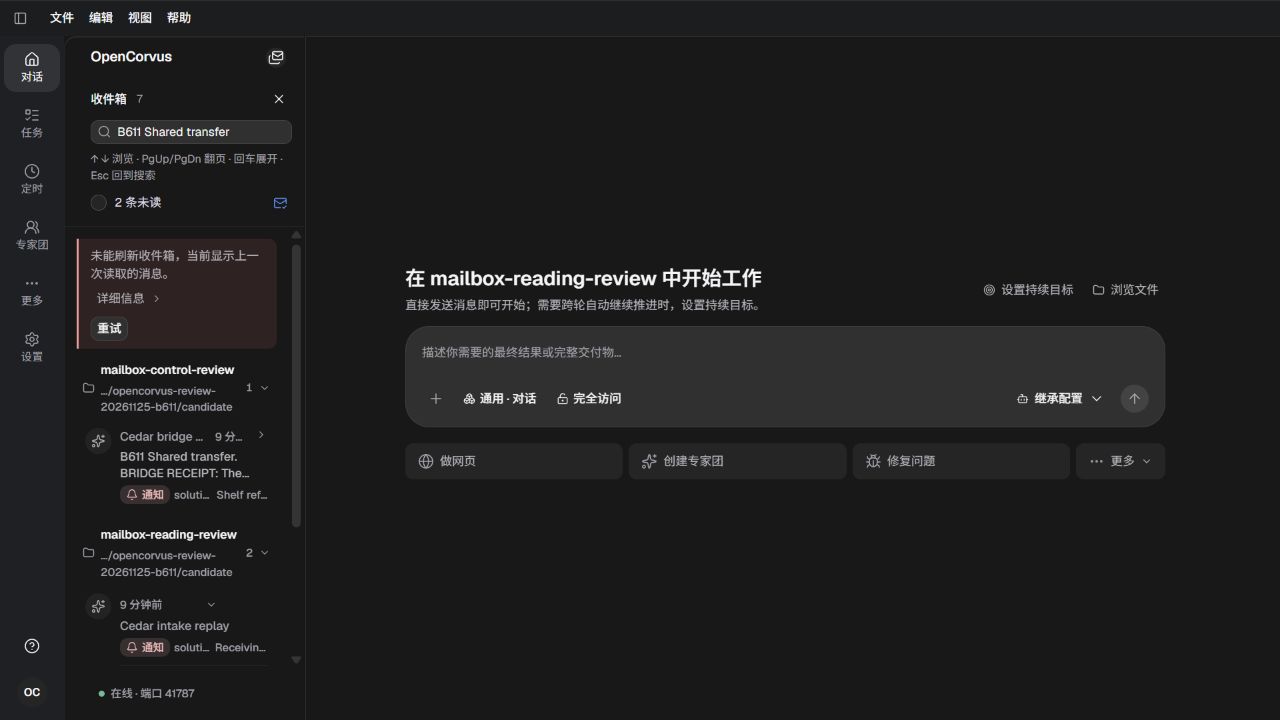 文件 编辑 视图 帮助
对话
任务
定时
专家团
更多
设置
OC
OpenCorvus
收件箱 7
B611 Shared transfer
↑↓ 浏览 · PgUp/PgDn 翻页 · 回车展开 ·
Esc 回到搜索
2 条未读
未能刷新收件箱，当前显示上一
次读取的消息。
详细信息
重试
mailbox-control-review
.../opencorvus-review-
20261125-b611/candidate
1
Cedar bridge ... 9 分...
B611 Shared transfer.
BRIDGE RECEIPT: The...
通知 soluti... Shelf ref...
mailbox-reading-review
.../opencorvus-review-
20261125-b611/candidate
2
9 分钟前
Cedar intake replay
通知 soluti... Receivin...
在线 · 端口 41787
在 mailbox-reading-review 中开始工作
直接发送消息即可开始；需要跨轮自动继续推进时，设置持续目标。
设置持续目标 浏览文件
描述你需要的最终结果或完整交付物...
通用 · 对话 完全访问 继承配置
做网页 创建专家团 修复问题 更多